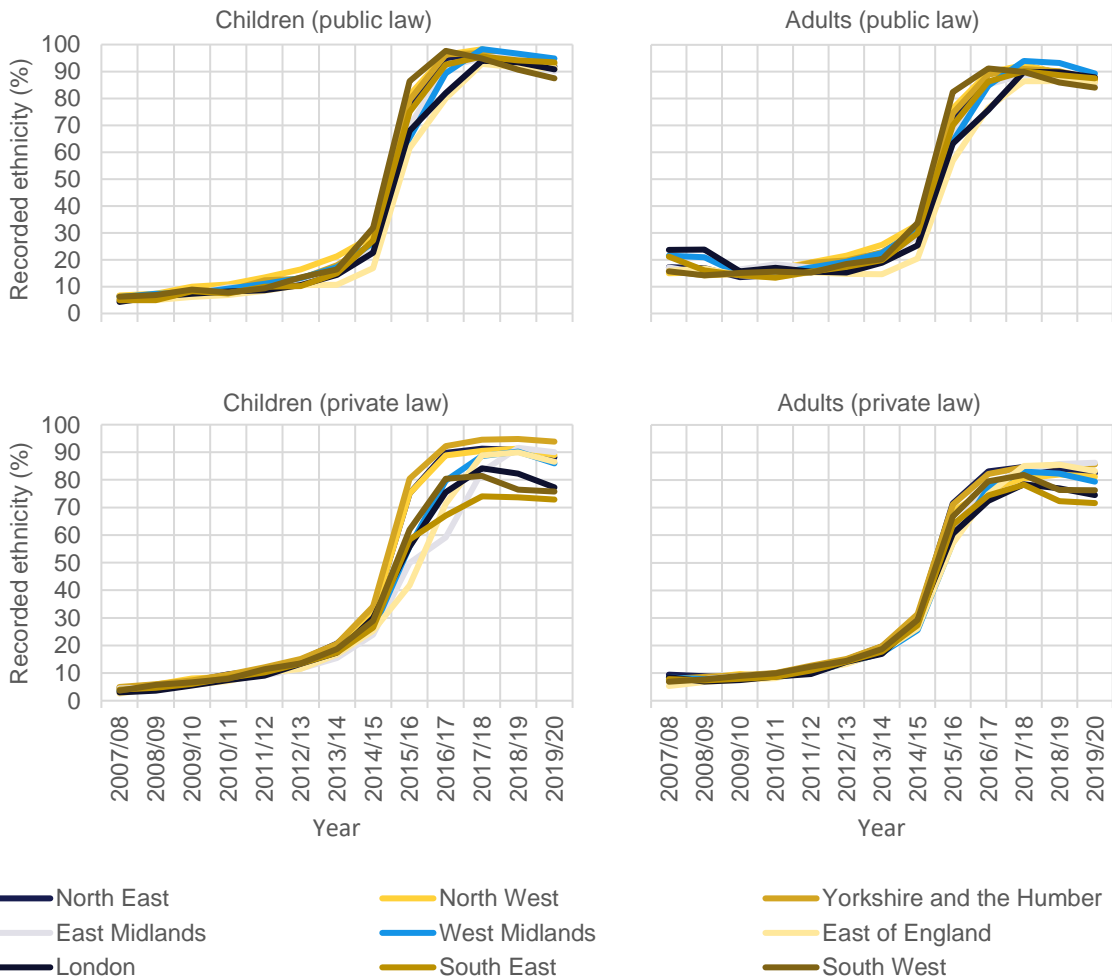 Children (public law)
Adults (public law)
Recorded ethnicity (%)
100
90
80
70
60
50
40
30
20
10
0
Children (private law)
Adults (private law)
Recorded ethnicity (%)
100
90
80
70
60
50
40
30
20
10
0
2007/08
2008/09
2009/10
2010/11
2011/12
2012/13
2013/14
2014/15
2015/16
2016/17
2017/18
2018/19
2019/20
2007/08
2008/09
2009/10
2010/11
2011/12
2012/13
2013/14
2014/15
2015/16
2016/17
2017/18
2018/19
2019/20
Year
Year
North East
North West
Yorkshire and the Humber
East Midlands
West Midlands
East of England
London
South East
South West